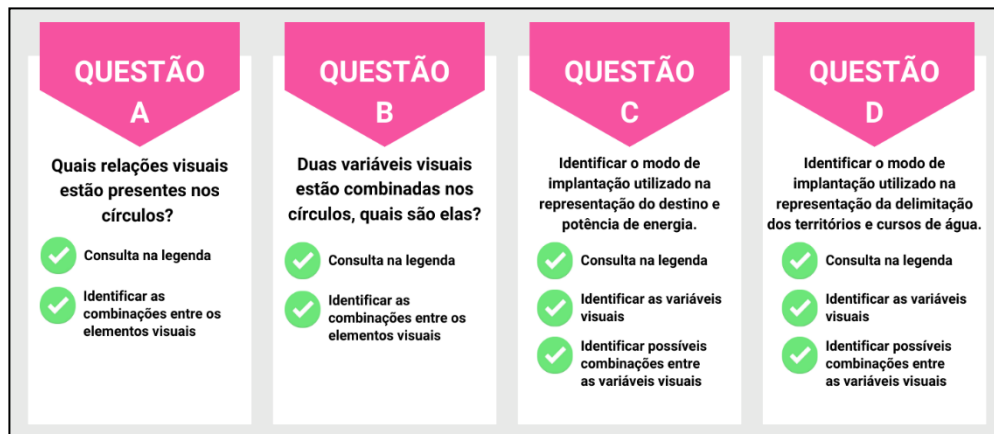 QUESTÃO
A
Quais relações visuais
estão presentes nos
círculos?
Consulta na legenda
Identificar as
combinações entre os
elementos visuais
QUESTÃO
B
Duas variáveis visuais
estão combinadas nos
círculos, quais são elas?
Consulta na legenda
Identificar as
combinações entre os
elementos visuais
QUESTÃO
C
Identificar o modo de
implantação utilizado na
representação do destino e
potência de energia.
Consulta na legenda
Identificar as variáveis
visuais
Identificar possíveis
combinações entre
as variáveis visuais
QUESTÃO
D
Identificar o modo de
implantação utilizado na
representação da delimitação
dos territórios e cursos de água.
Consulta na legenda
Identificar as variáveis
visuais
Identificar possíveis
combinações entre
as variáveis visuais